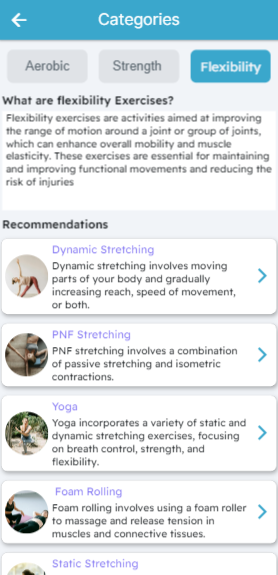 Categories
Aerobic
Strength
Flexibility
What are flexibility Exercises?
Flexibility exercises are activities aimed at improving
the range of motion around a joint or group of joints,
which can enhance overall mobility and muscle
elasticity. These exercises are essential for maintaining
and improving functional movements and reducing the
risk of injuries
Recommendations
Dynamic Stretching
Dynamic stretching involves moving
parts of your body and gradually
increasing reach, speed of movement,
or both.
PNF Stretching
PNF stretching involves a combination
of passive stretching and isometric
contractions.
Yoga
Yoga incorporates a variety of static and
dynamic stretching exercises, focusing
on breath control, strength, and
flexibility.
Foam Rolling
Foam rolling involves using a foam roller
to massage and release tension in
muscles and connective tissues.
Static Stretching